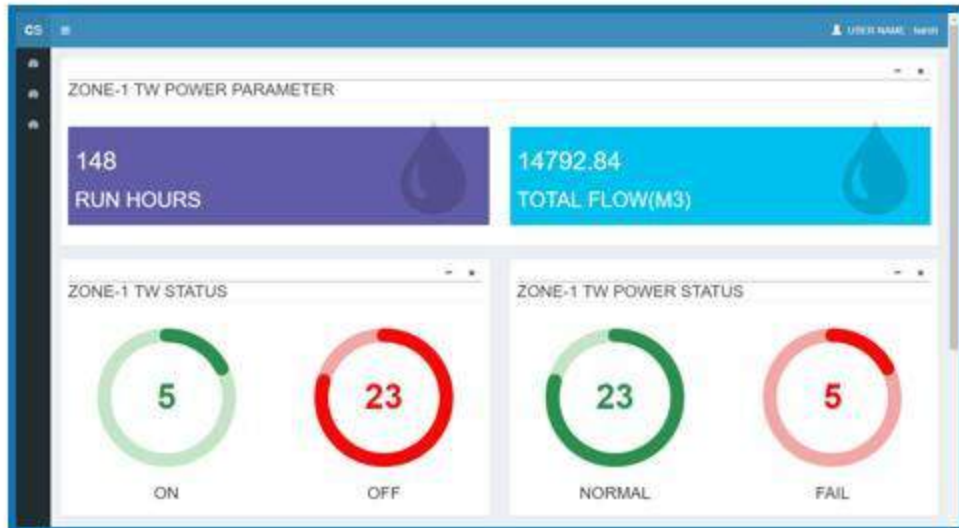 CS
USER NAME
ZONE-1 TW POWER PARAMETER
148
RUN HOURS
14792.84
TOTAL FLOW(M3)
ZONE-1 TW STATUS
5
ON
23
OFF
ZONE-1 TW POWER STATUS
23
NORMAL
5
FAIL